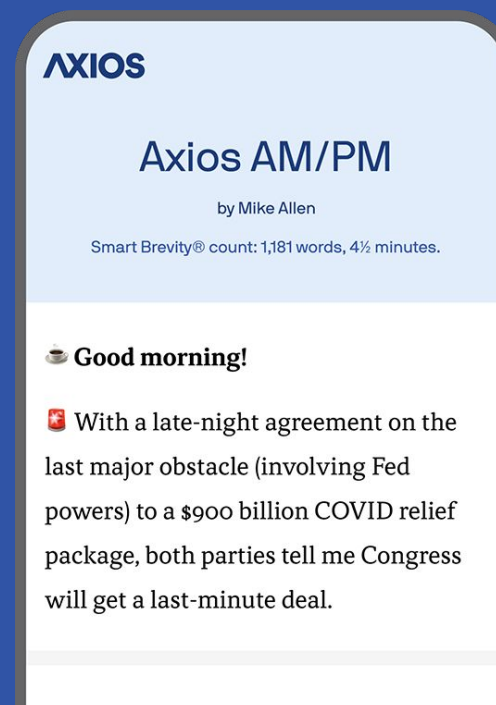 AXIOS
Axios AM/PM
by Mike Allen
Smart Brevity® count: 1,181 words, 4½ minutes.
☕ Good morning!
🚨 With a late-night agreement on the
last major obstacle (involving Fed
powers) to a $900 billion COVID relief
package, both parties tell me Congress
will get a last-minute deal.